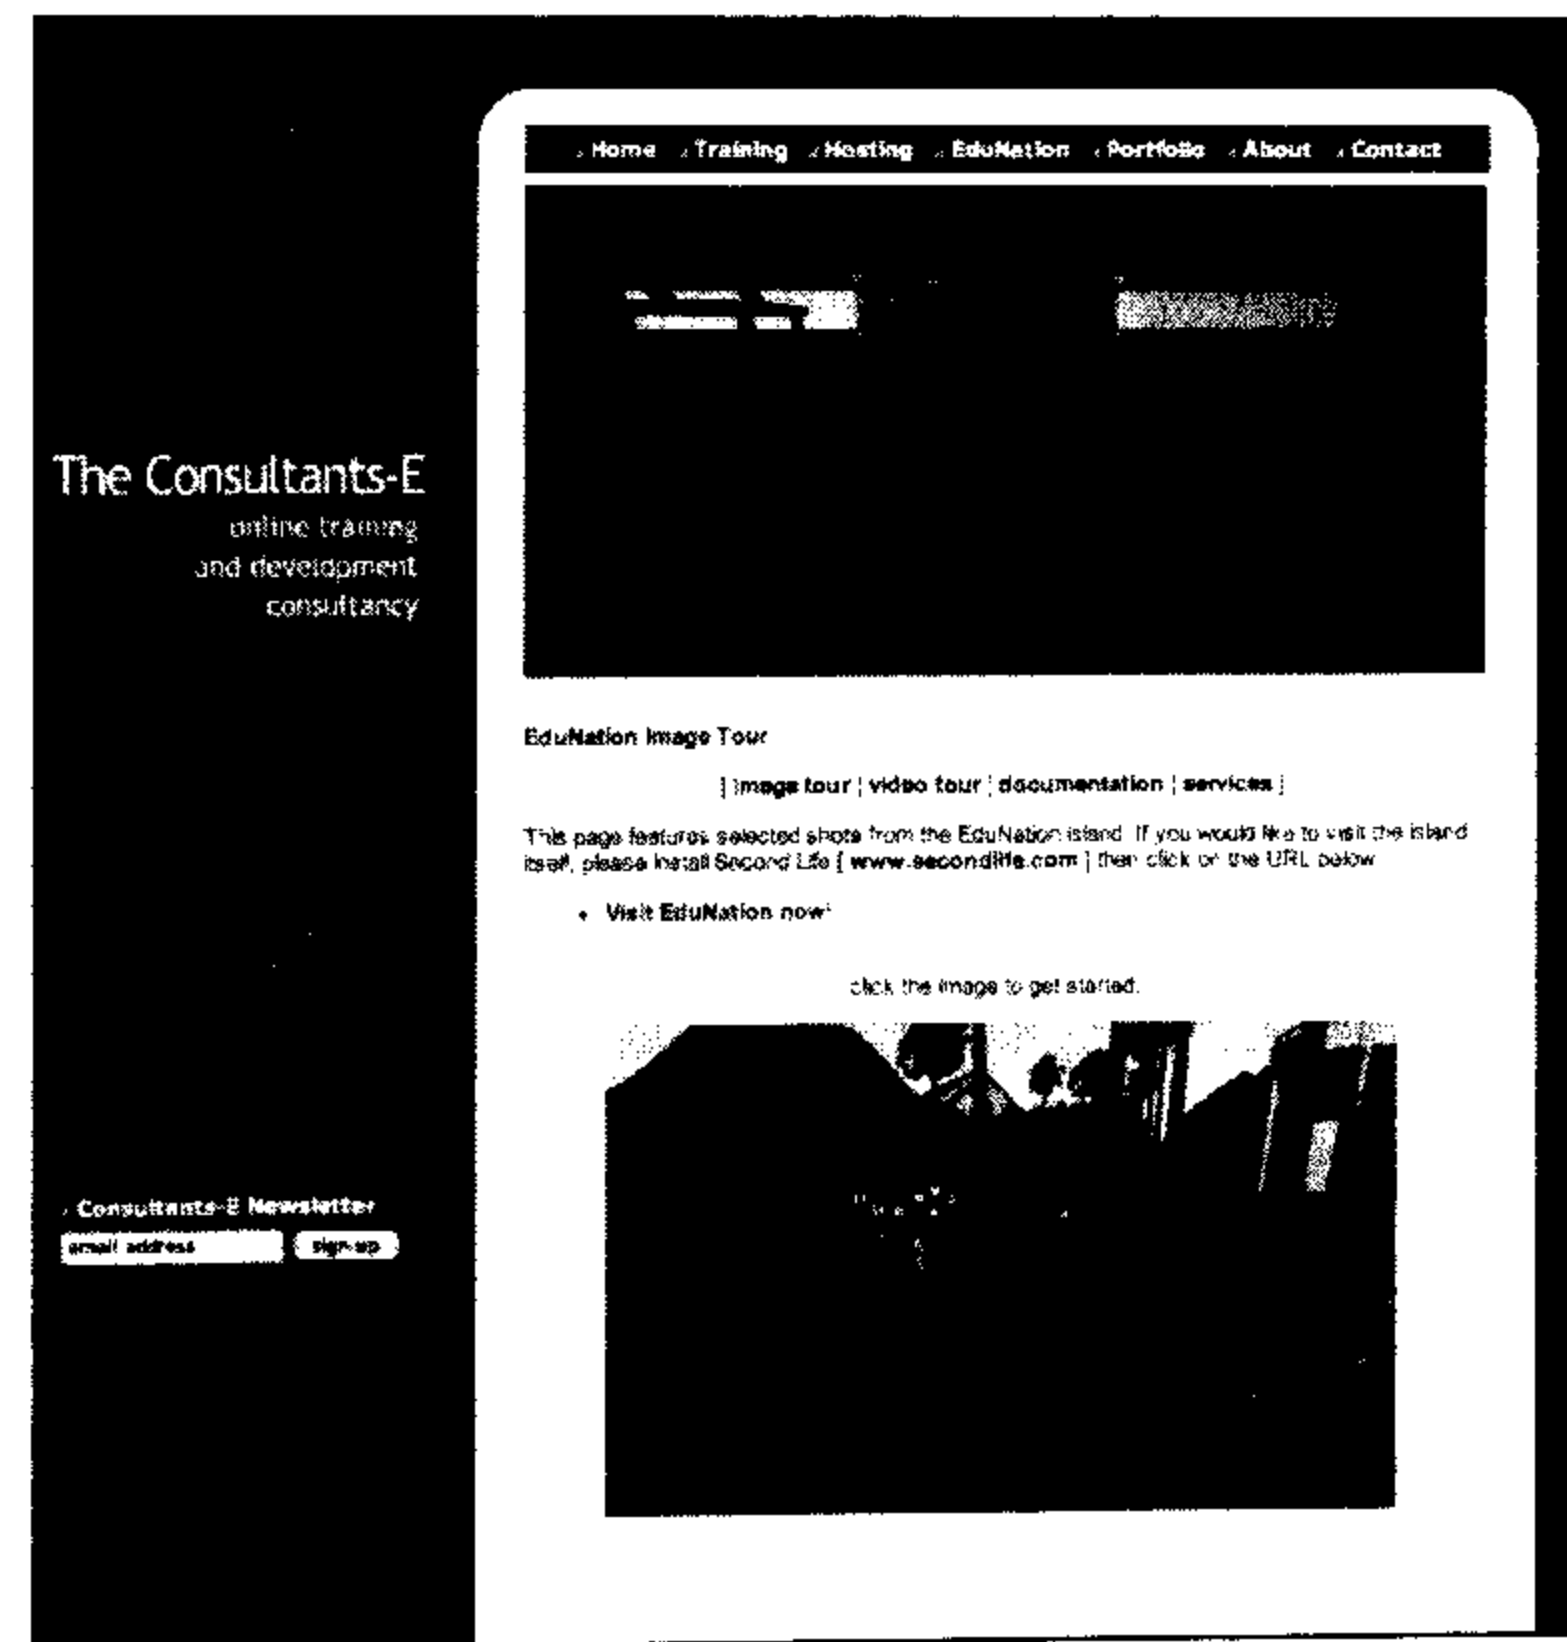 Home Training Hosting EduNation Portfolio About Contact
The Consultants-E
online training
and development
consultancy
EduNation Image Tour
[ image tour | video tour | documentation | services ]
This page features selected shots from the EduNation island. If you would like to visit the island
itself, please install Second Life [ www.secondlife.com ] then click on the URL below
• Visit EduNation now!
click the image to get started.
Consultants-E Newsletter
email address sign-up